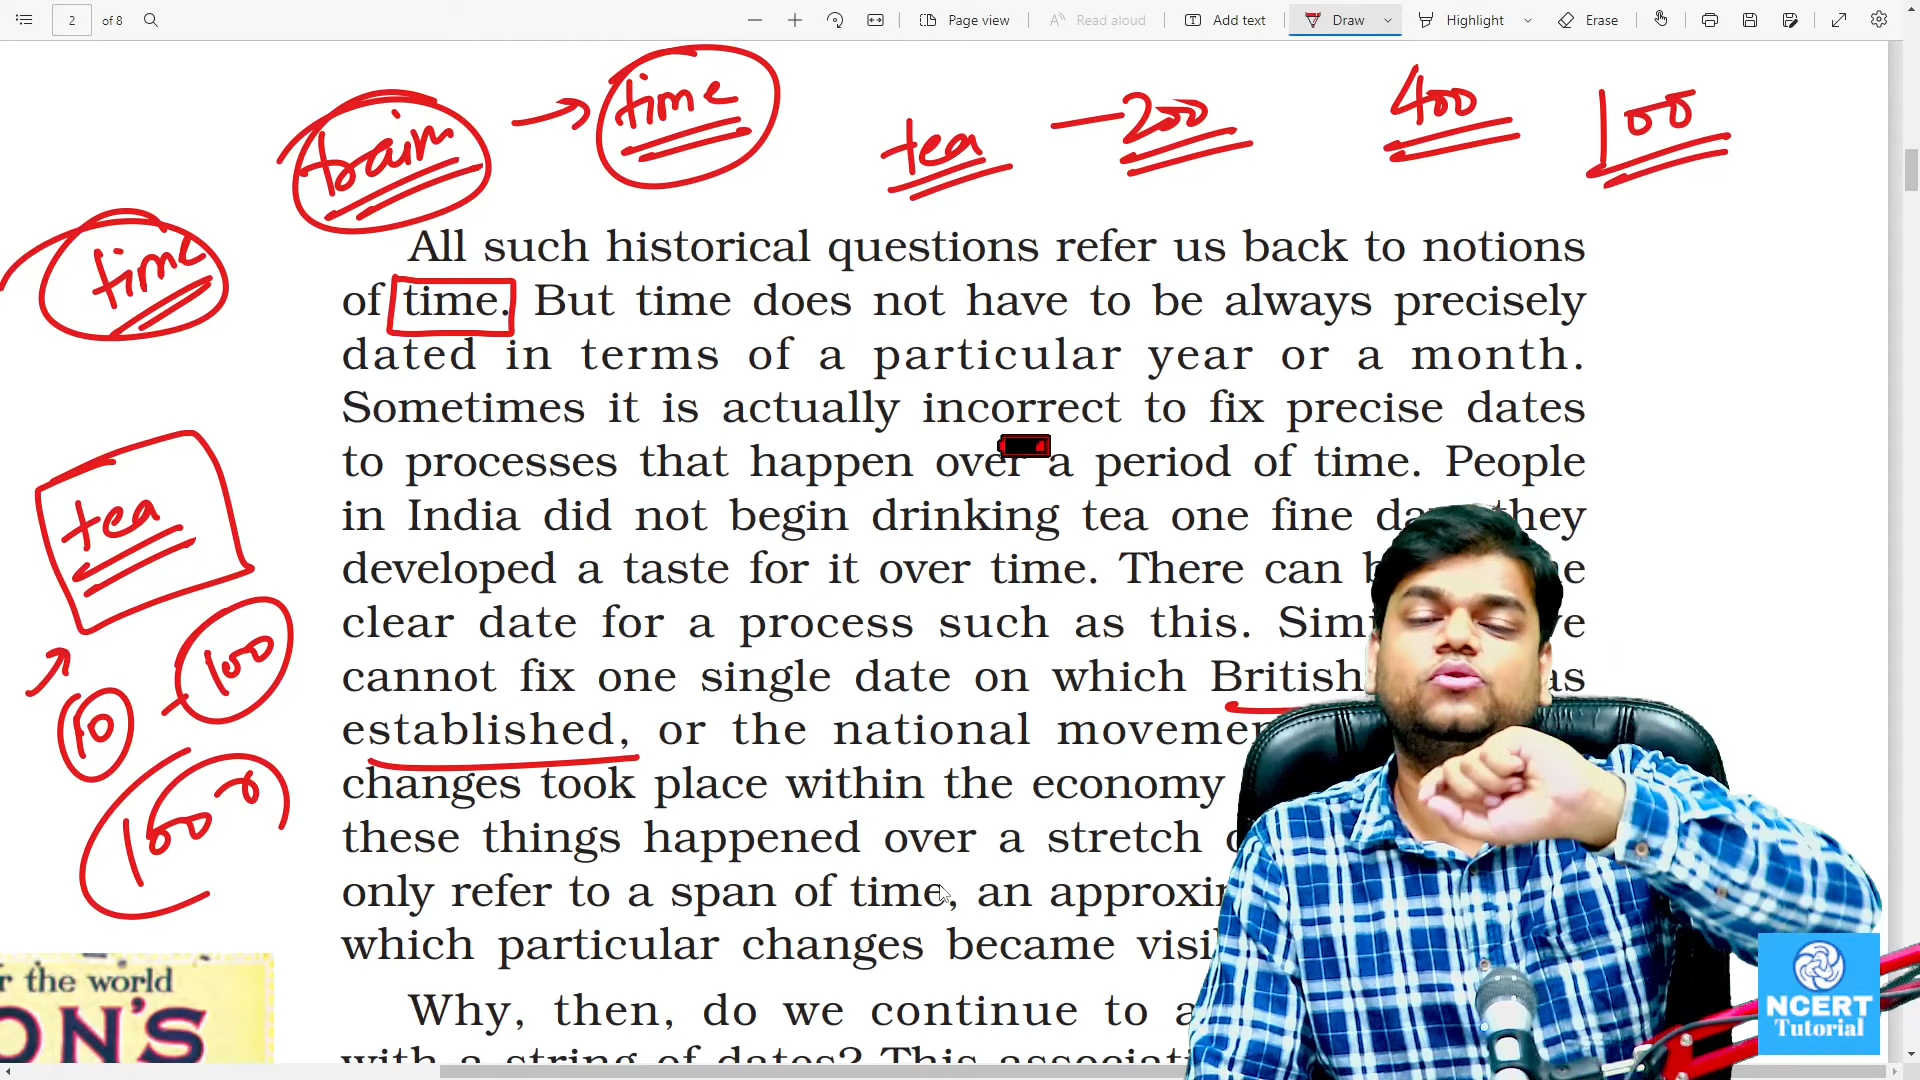 2 of 8 Page view Read aloud Add text Draw Highlight Erase
train time tea 200 400 100
time
tea
10 100
100
All such historical questions refer us back to notions
of time. But time does not have to be always precisely
dated in terms of a particular year or a month.
Sometimes it is actually incorrect to fix precise dates
to processes that happen over a period of time. People
in India did not begin drinking tea one fine they
developed a taste for it over time. There can
clear date for a process such as this.
cannot fix one single date on which British
established, or the national
changes took place within the economy
these things happened over a stretch
only refer to a span of time, an
which particular changes became
Why, then, do we continue to
with a string of dates? This
the world
ON'S
NCERT
Tutorial